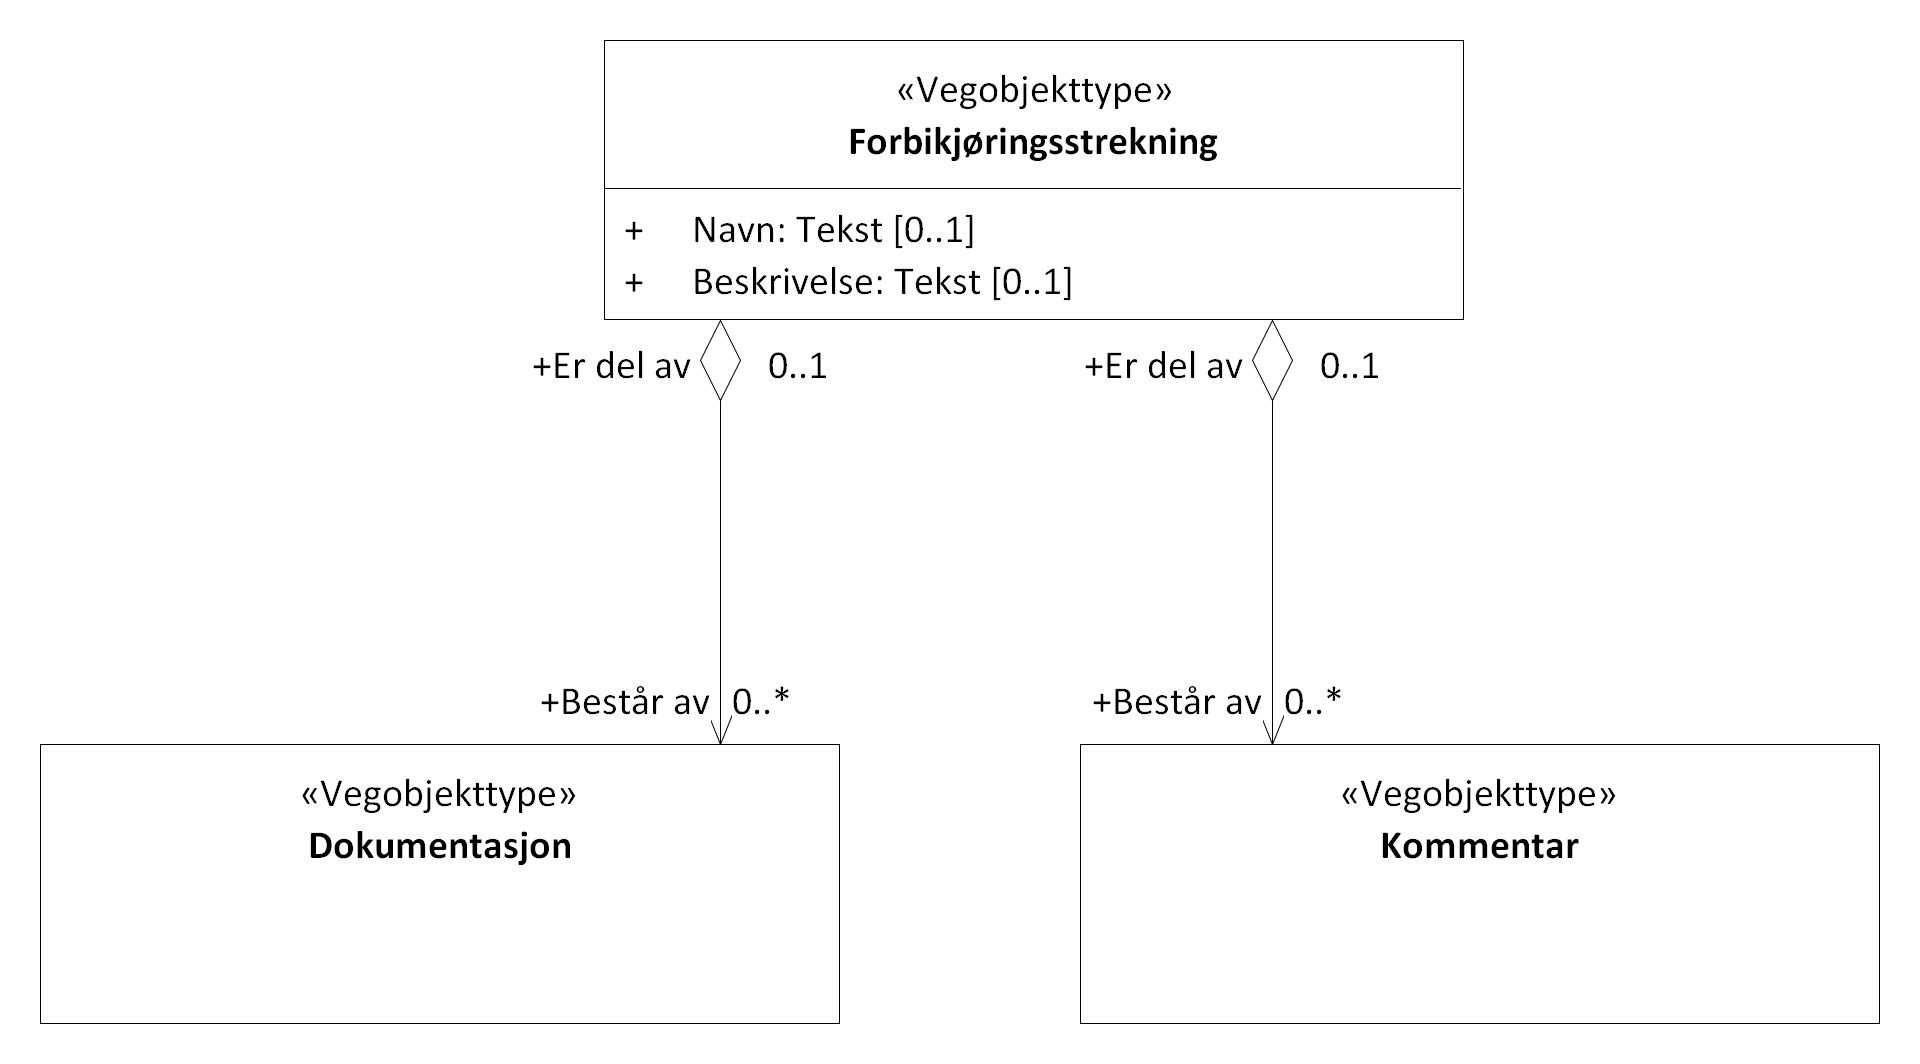 «Vegobjekttype»
Forbikjøringsstrekning
+ Navn: Tekst [0..1]
+ Beskrivelse: Tekst [0..1]
+Er del av 0..1
+Er del av 0..1
+Består av 0..*
+Består av 0..*
«Vegobjekttype»
Dokumentasjon
«Vegobjekttype»
Kommentar